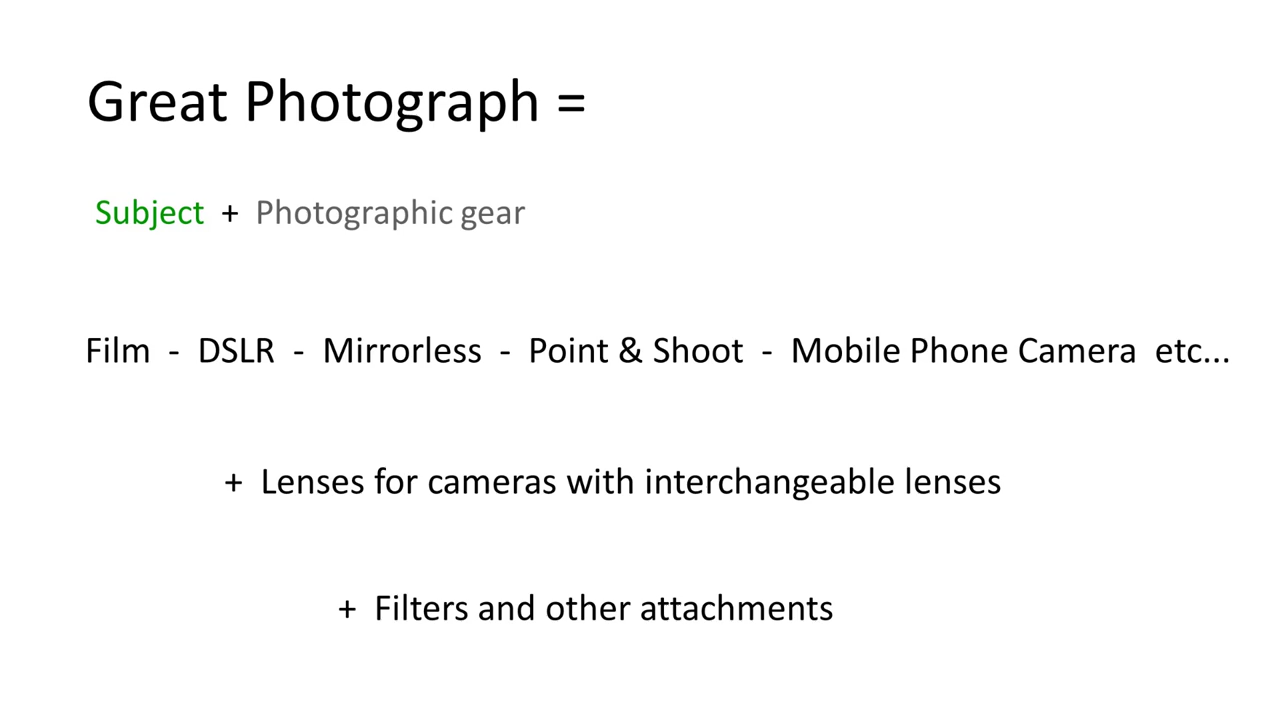 Great Photograph =
Subject + Photographic gear
Film - DSLR - Mirrorless - Point & Shoot - Mobile Phone Camera etc...
+ Lenses for cameras with interchangeable lenses
+ Filters and other attachments